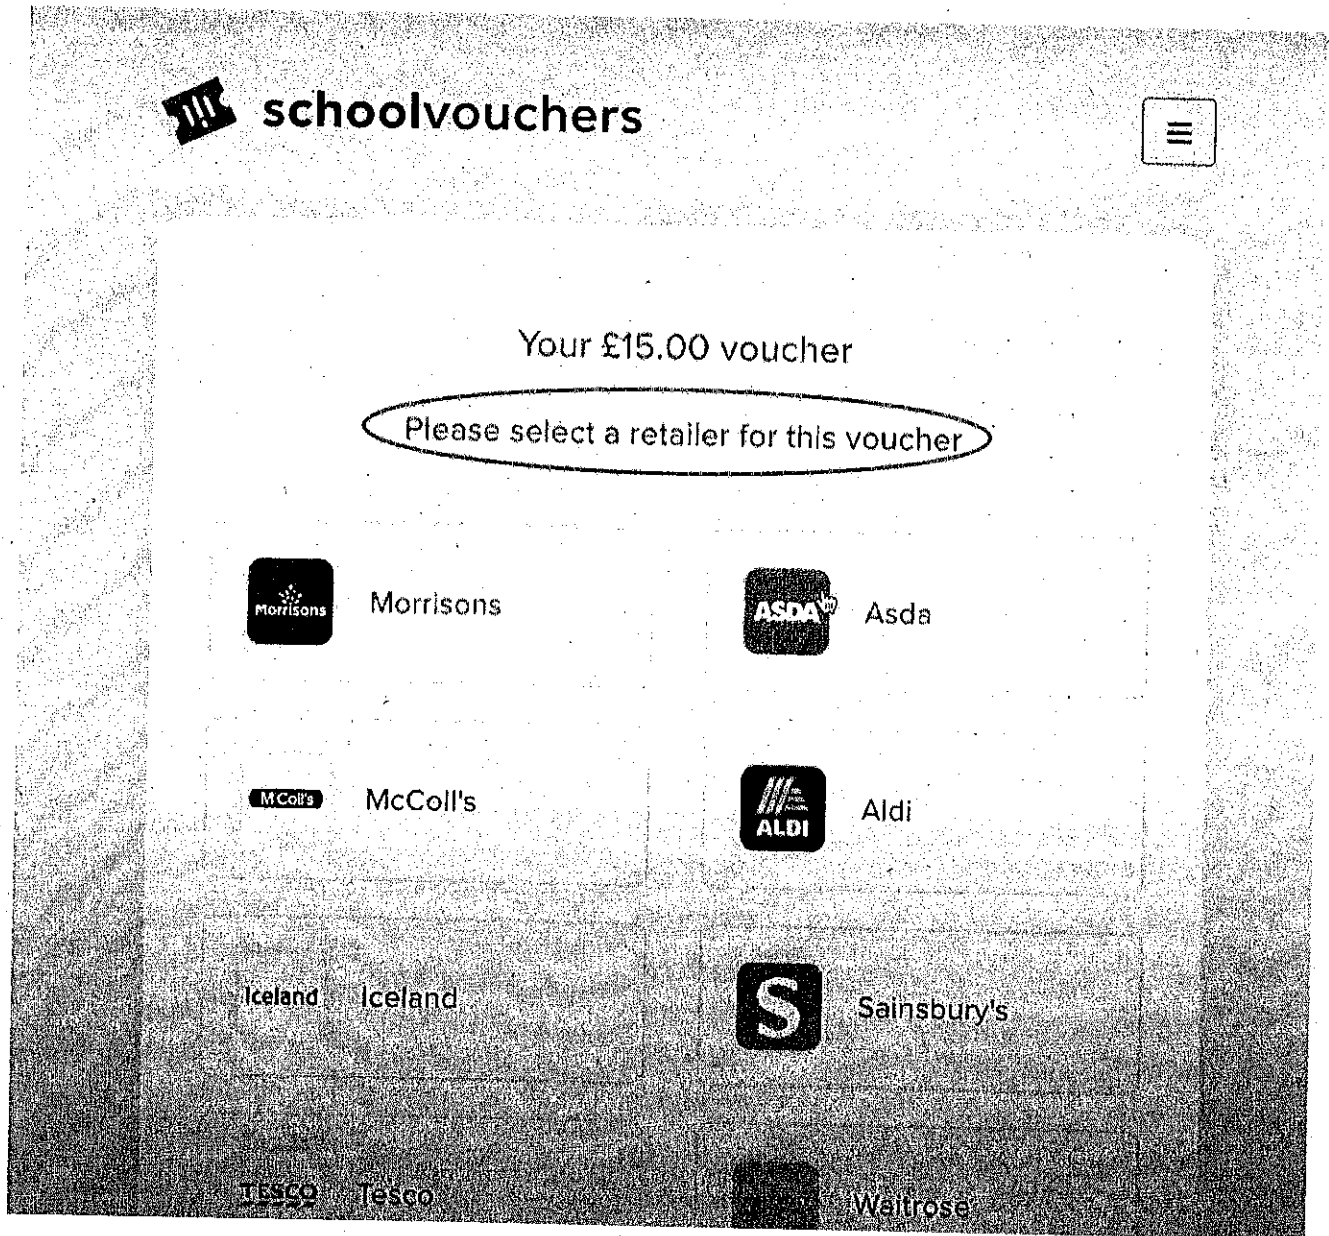 schoolvouchers
Your £15.00 voucher
Please select a retailer for this voucher
Morrisons Morrisons
ASDA Asda
McColl's McColl's
ALDI Aldi
Iceland Iceland
S Sainsbury's
TESCO Tesco
Waitrose